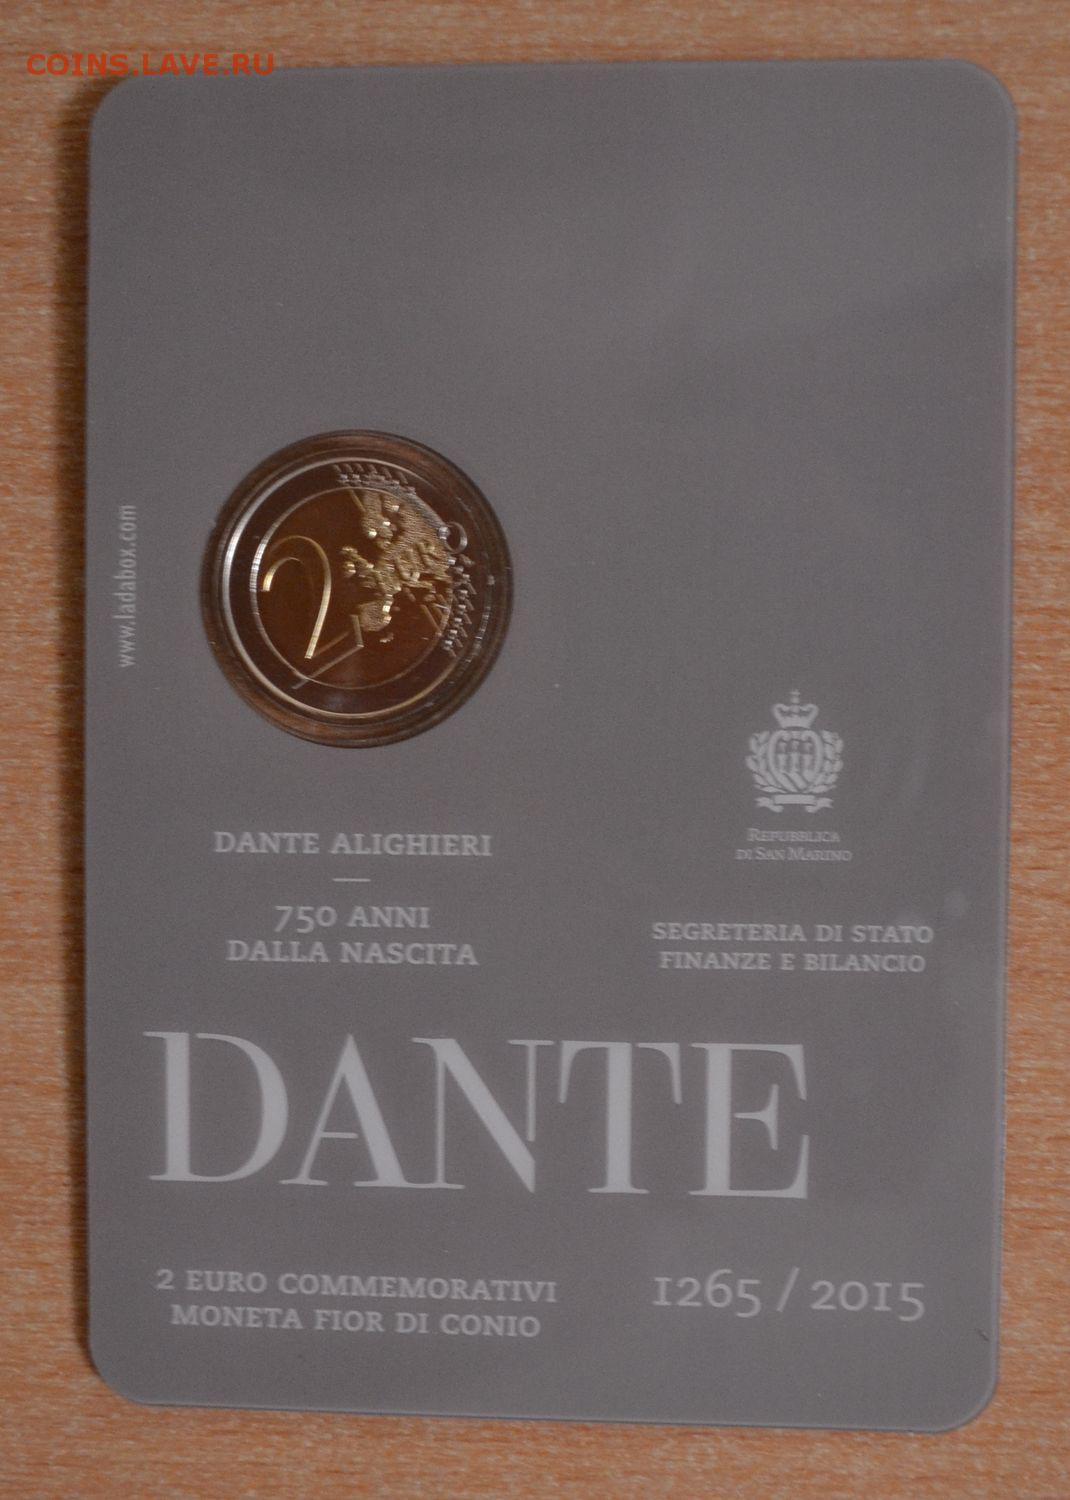 COINS.LAVE.RU
2
EURO
www.ladabox.com
DANTE ALIGHIERI
750 ANNI
DALLA NASCITA
REPUBBLICA
DI SAN MARINO
SEGRETERIA DI STATO
FINANZE E BILANCIO
DANTE
2 EURO COMMEMORATIVI
MONETA FIOR DI CONIO
1265 / 2015